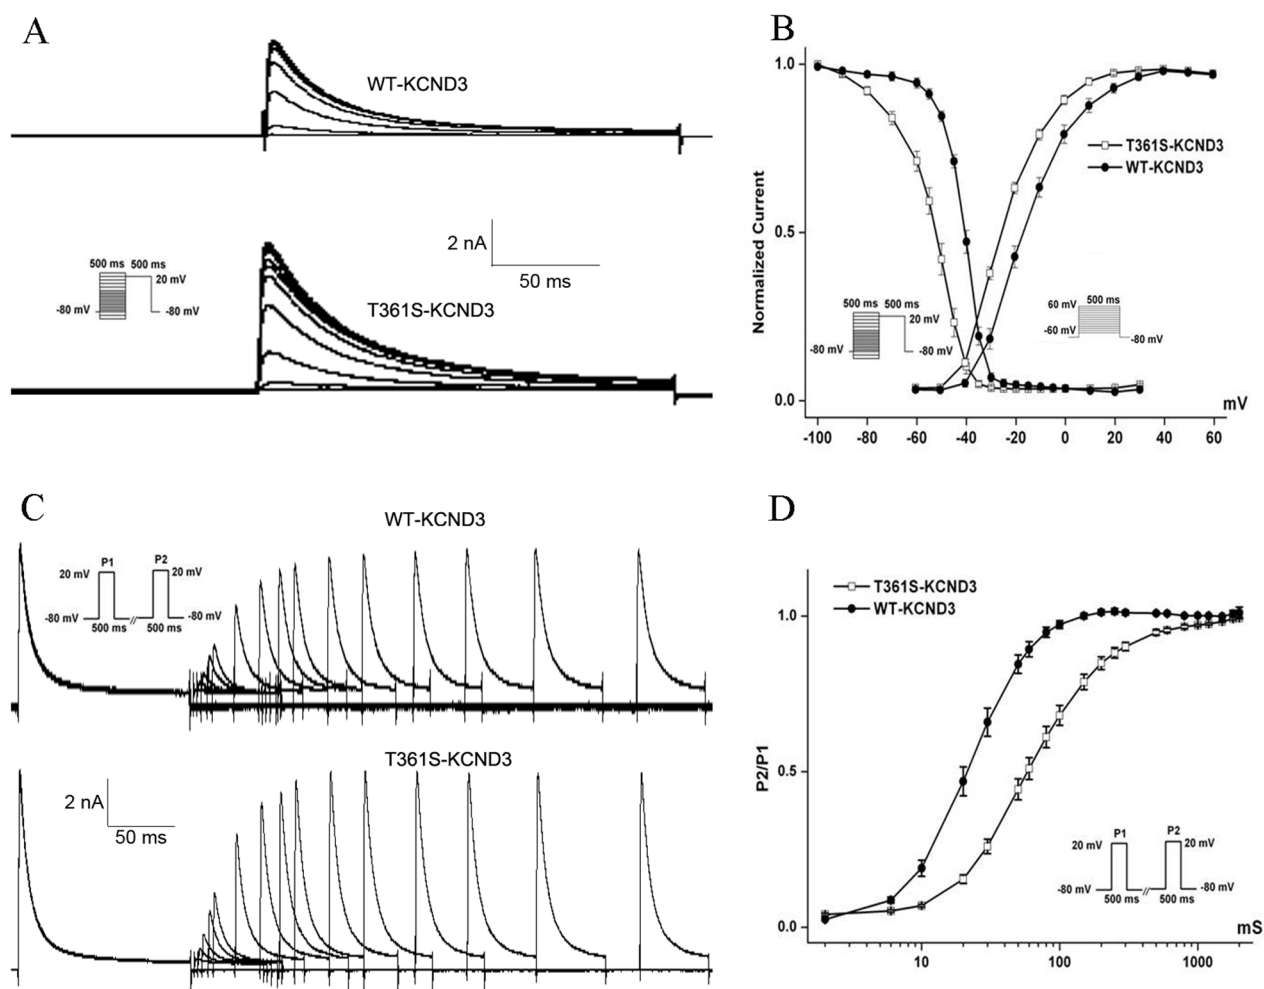 A
WT-KCND3
2 nA
50 ms
500 ms 500 ms
20 mV
-80 mV
-80 mV
T361S-KCND3
B
1.0
0.5
0.0
Normalized Current
T361S-KCND3
WT-KCND3
500 ms 500 ms
20 mV
-80 mV
-80 mV
60 mV
500 ms
-60 mV
-80 mV
mV
-100 -80 -60 -40 -20 0 20 40 60
C
WT-KCND3
P1 P2
20 mV
20 mV
-80 mV
-80 mV
500 ms 500 ms
T361S-KCND3
2 nA
50 ms
D
T361S-KCND3
WT-KCND3
1.0
0.5
0.0
P2/P1
P1 P2
20 mV
20 mV
-80 mV
-80 mV
500 ms 500 ms
mS
10 100 1000